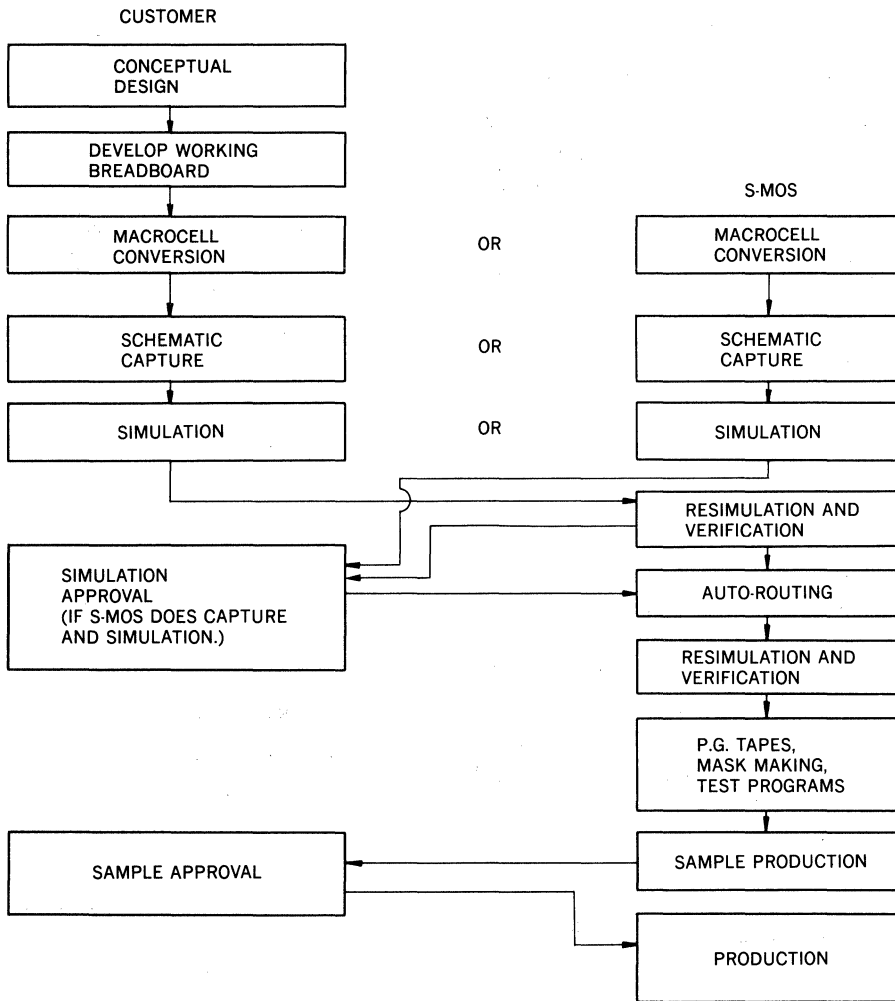 CUSTOMER
CONCEPTUAL
DESIGN
DEVELOP WORKING
BREADBOARD
S-MOS
MACROCELL
CONVERSION
OR
MACROCELL
CONVERSION
SCHEMATIC
CAPTURE
OR
SCHEMATIC
CAPTURE
SIMULATION
OR
SIMULATION
RESIMULATION AND
VERIFICATION
SIMULATION
APPROVAL
(IF S-MOS DOES CAPTURE
AND SIMULATION.)
AUTO-ROUTING
RESIMULATION AND
VERIFICATION
P.G. TAPES,
MASK MAKING,
TEST PROGRAMS
SAMPLE APPROVAL
SAMPLE PRODUCTION
PRODUCTION